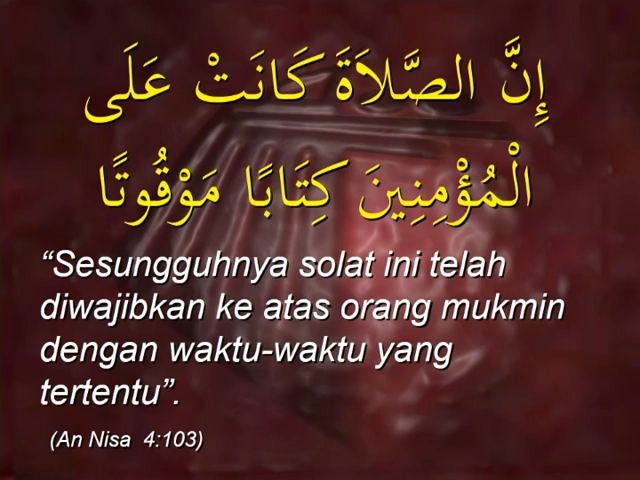 إِنَّ الصَّلاَةَ كَانَتْ عَلَى
الْمُؤْمِنِينَ كِتَابًا مَوْقُوتًا
“Sesungguhnya solat ini telah
diwajibkan ke atas orang mukmin
dengan waktu-waktu yang
tertentu”.
(An Nisa 4:103)